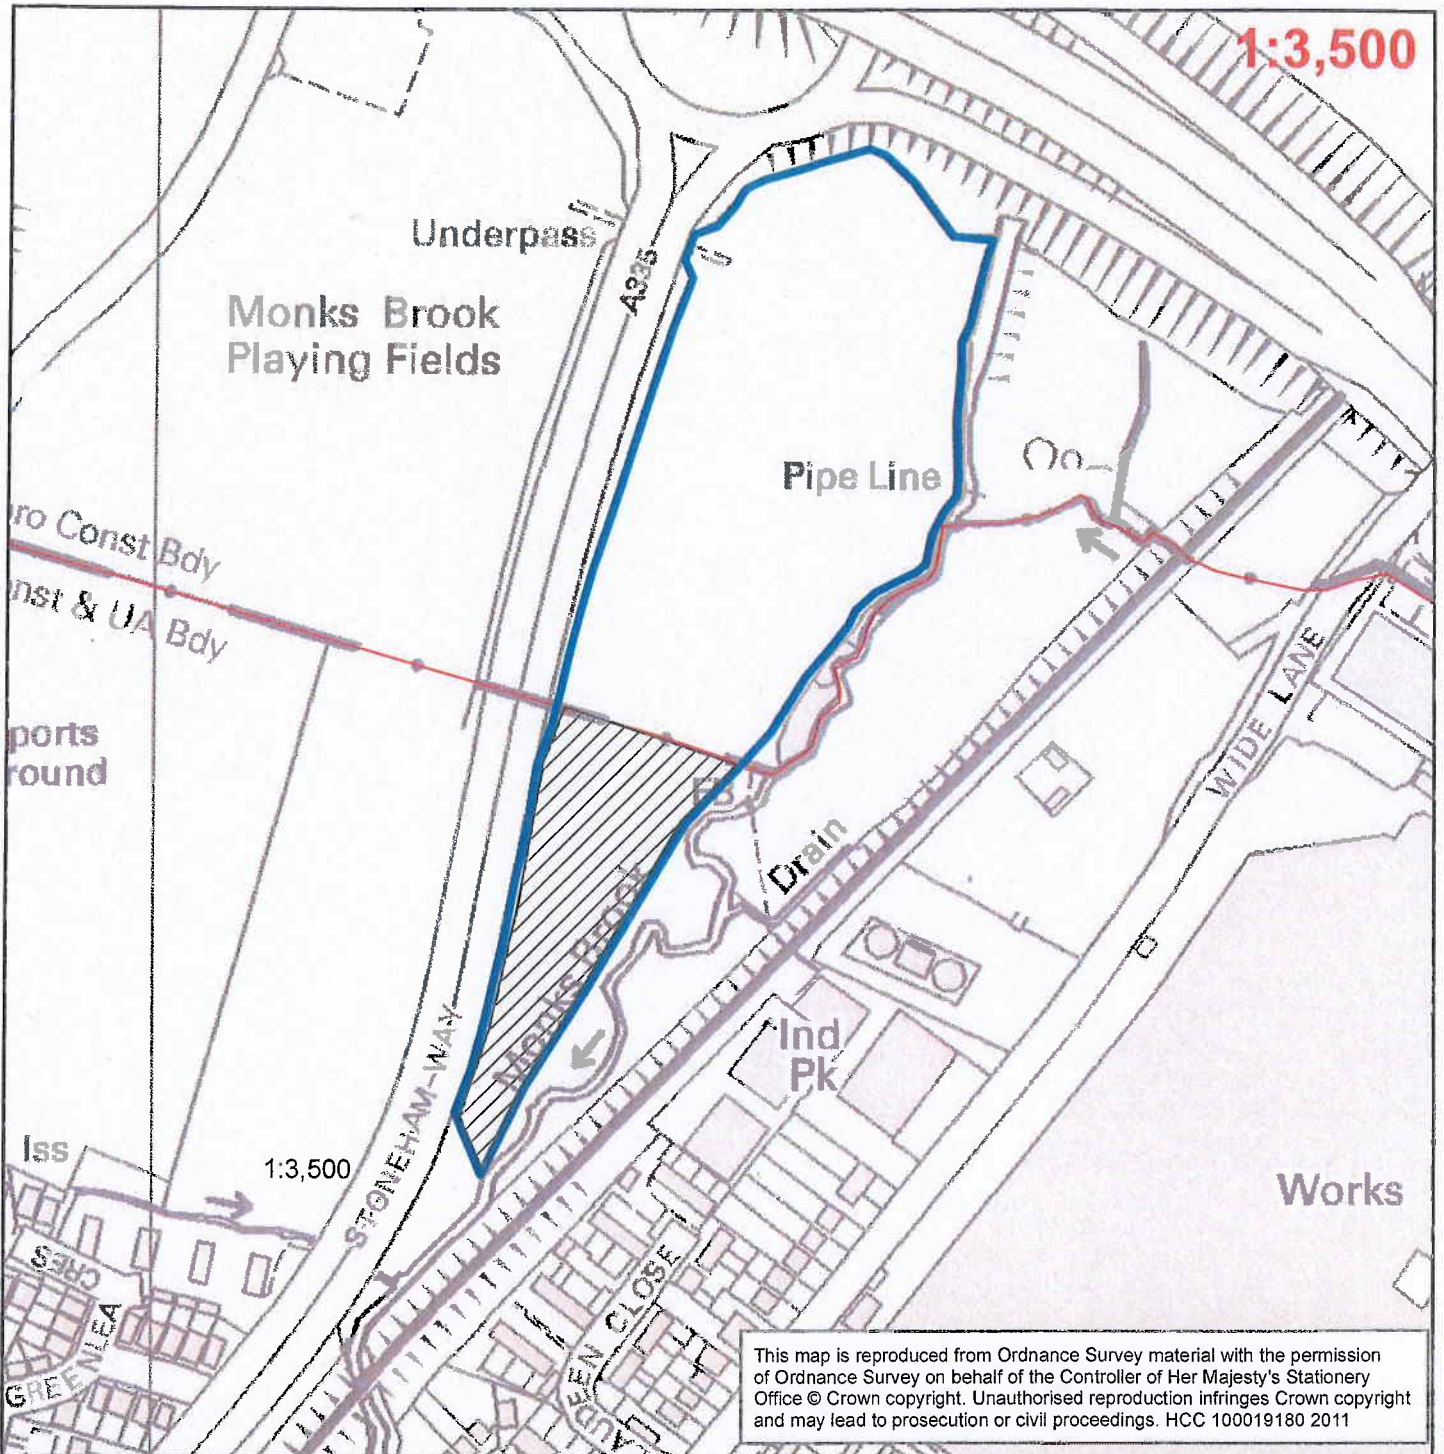 1:3,500
Underpass
A335
Monks Brook
Playing Fields
Pipe Line
ro Const Bdy
nst & UA Bdy
ports
round
WIDE LANE
FB
Drain
Monks Brook
Ind
Pk
STONEHAM-WAY
Iss
1:3,500
Works
CRES
GREENLEA
EEN CLOSE
This map is reproduced from Ordnance Survey material with the permission
of Ordnance Survey on behalf of the Controller of Her Majesty's Stationery
Office © Crown copyright. Unauthorised reproduction infringes Crown copyright
and may lead to prosecution or civil proceedings. HCC 100019180 2011